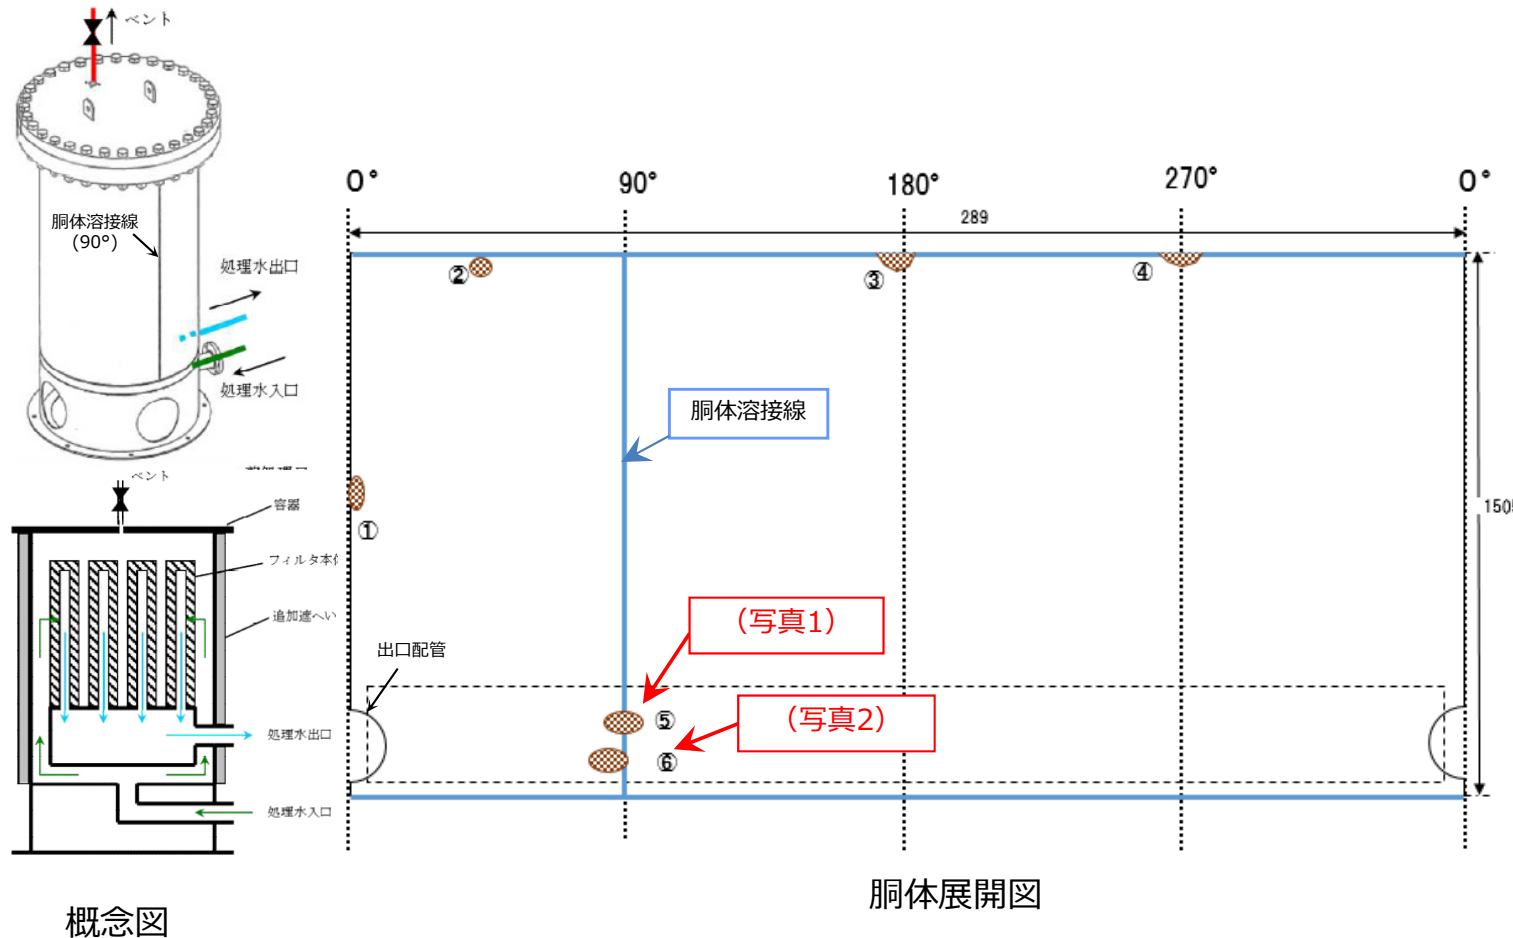 ベント
胴体溶接線
（90°）
処理水出口
処理水入口
ベント
容器
フィルタ本
追加遮へい
処理水出口
処理水入口
概念図
0°
90°
180°
270°
0°
289
②
③
④
胴体溶接線
①
150
（写真1）
出口配管
（写真2）
⑤
⑥
胴体展開図